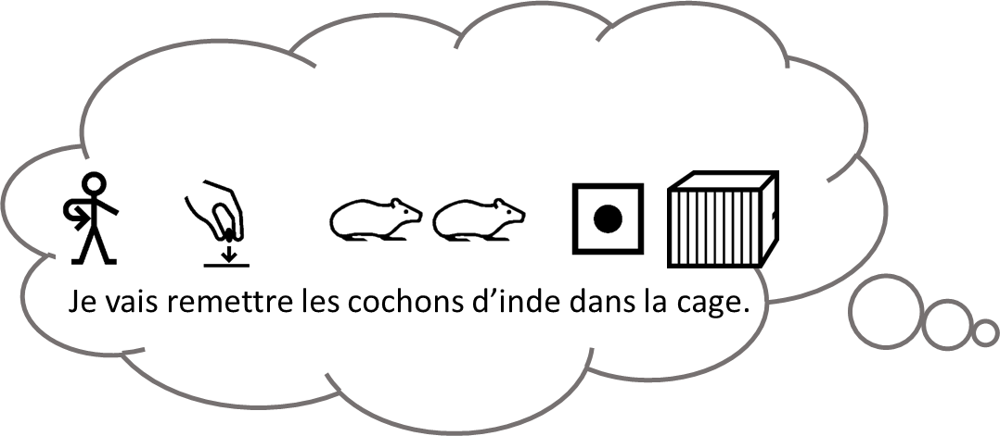 Je vais remettre les cochons d’inde dans la cage.